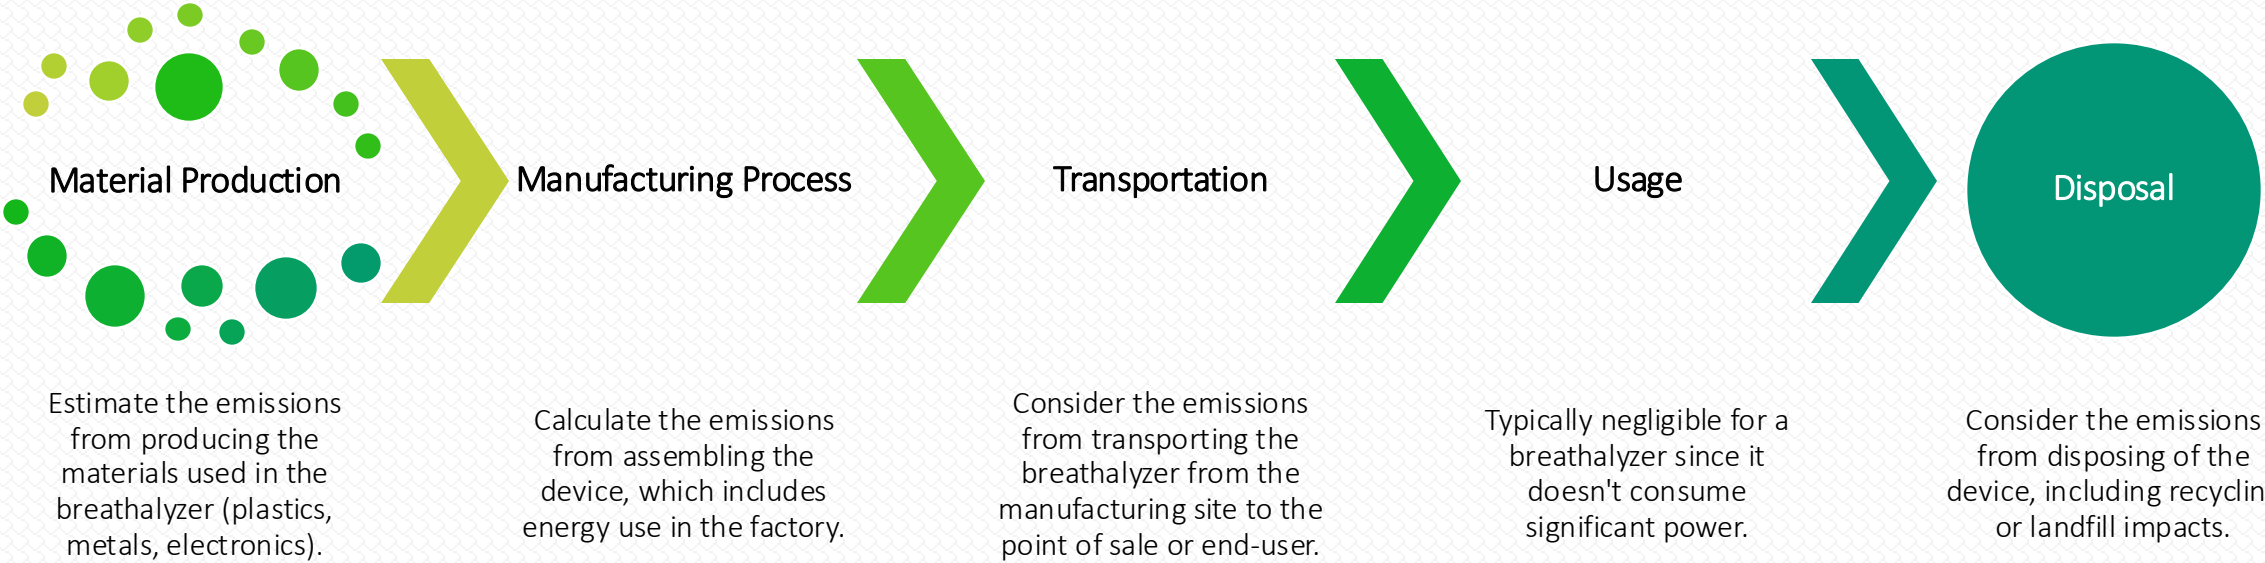 Material Production
Manufacturing Process
Transportation
Usage
Disposal
Estimate the emissions
from producing the
materials used in the
breathalyzer (plastics,
metals, electronics).
Calculate the emissions
from assembling the
device, which includes
energy use in the factory.
Consider the emissions
from transporting the
breathalyzer from the
manufacturing site to the
point of sale or end-user.
Typically negligible for a
breathalyzer since it
doesn't consume
significant power.
Consider the emissions
from disposing of the
device, including recyclin
or landfill impacts.